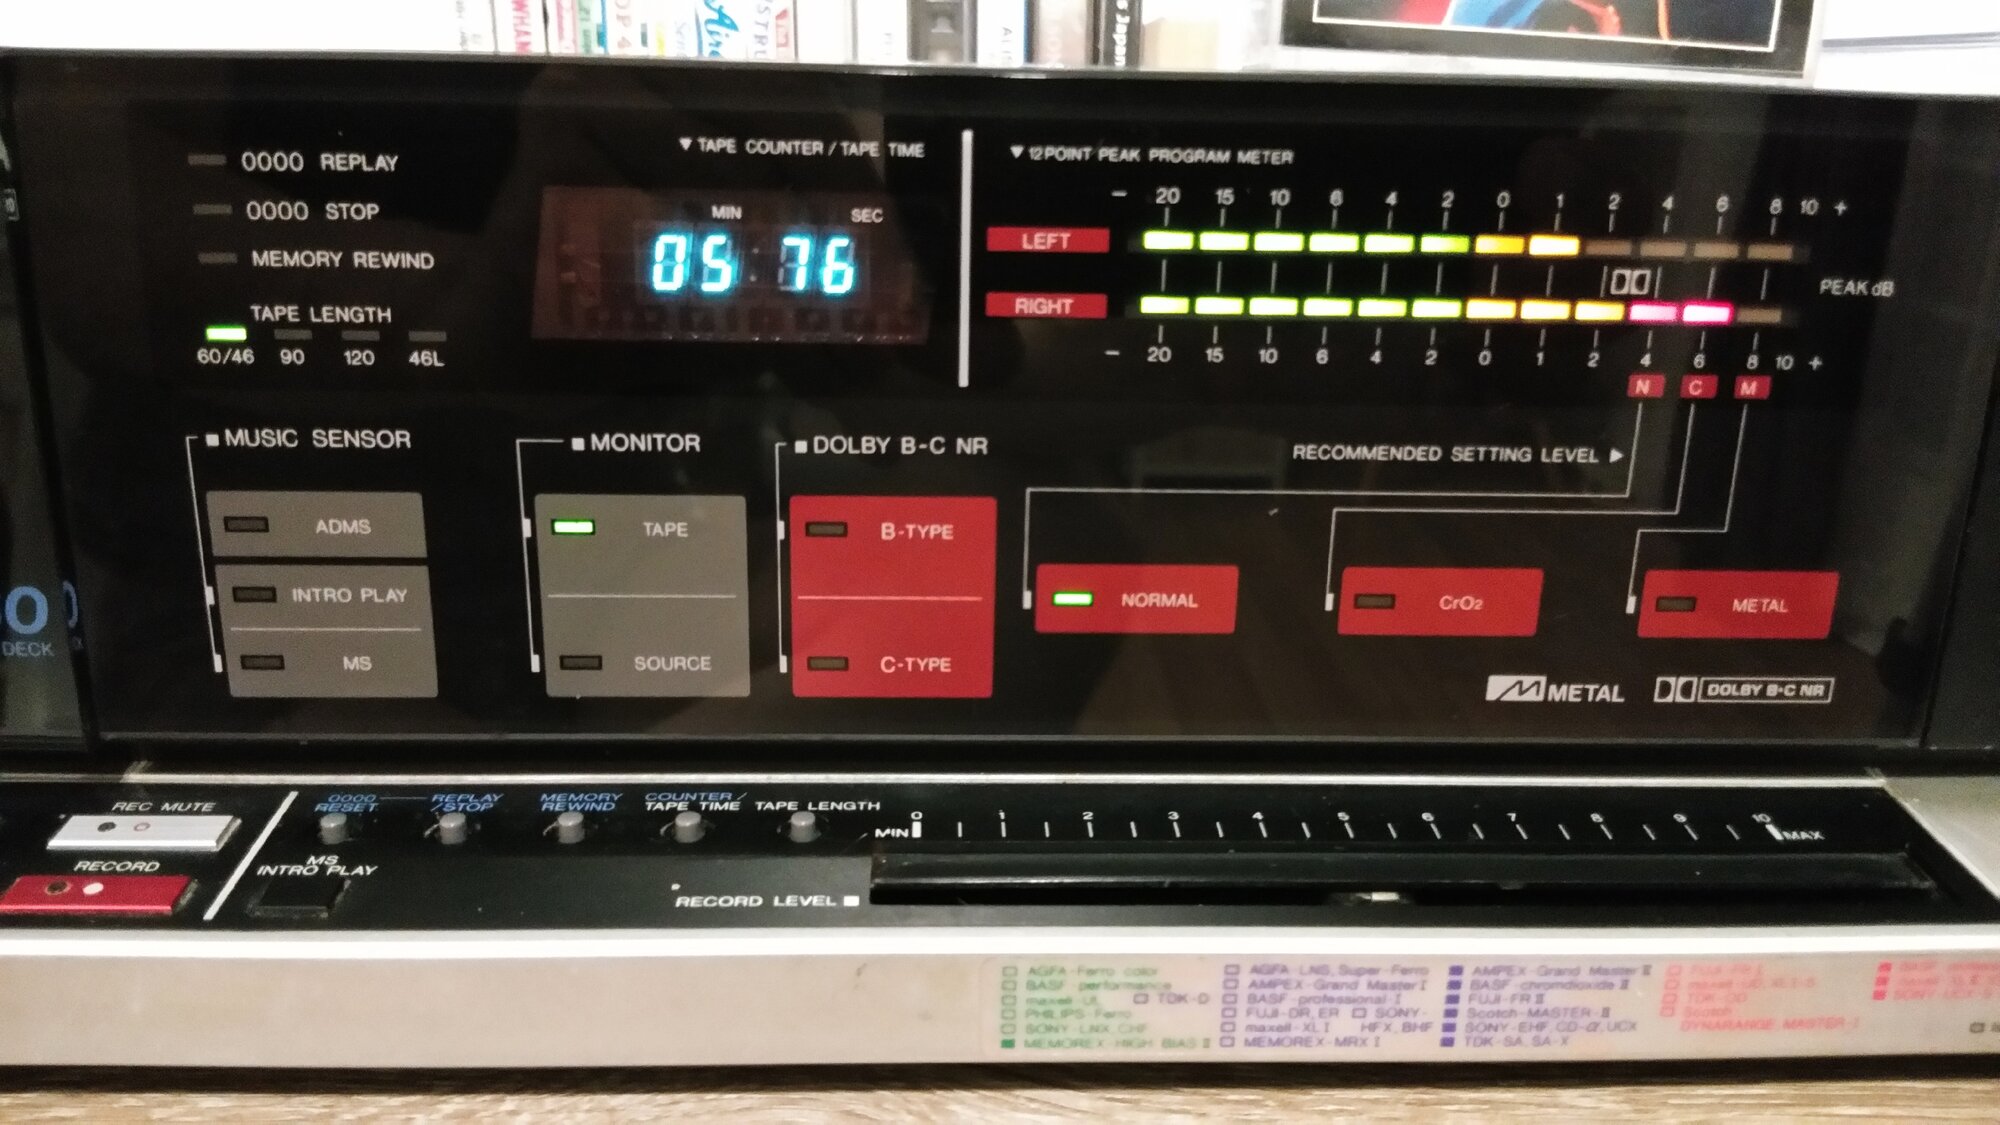 WHAM
0000 REPLAY
0000 STOP
MEMORY REWIND
TAPE LENGTH
60/46 90 120 46L
▼ TAPE COUNTER / TAPE TIME
MIN SEC
05 76
▼ 12 POINT PEAK PROGRAM METER
− 20 15 10 6 4 2 0 1 2 4 6 8 10 +
LEFT
PEAK dB
RIGHT
− 20 15 10 6 4 2 0 1 2 4 6 8 10 +
N C M
RECOMMENDED SETTING LEVEL ▶
■ MUSIC SENSOR
ADMS
INTRO PLAY
MS
■ MONITOR
TAPE
SOURCE
■ DOLBY B-C NR
B-TYPE
C-TYPE
NORMAL
CrO2
METAL
METAL
DOLBY B·C NR
DECK
REC MUTE
RECORD
0000 RESET
REPLAY /STOP
MEMORY REWIND
COUNTER / TAPE TIME
TAPE LENGTH
MS
INTRO PLAY
MIN 0 1 2 3 4 5 6 7 8 9 10 MAX
RECORD LEVEL ■
AGFA-Ferro color
BASF performance
maxell-UL TDK-D
PHILIPS-Ferro
SONY-LNX, CHF
MEMOREX-HIGH BIAS II
AGFA-LNS, Super-Ferro
AMPEX-Grand Master I
BASF-professional-I
FUJI-DR, ER SONY-
maxell-XL I HFX, BHF
MEMOREX-MRX I
AMPEX-Grand Master II
BASF-chromdioxide II
FUJI-FR II
Scotch-MASTER-II
SONY-EHF, CD-α, UCX
TDK-SA, SA-X
TDK-OD
Scotch
DYNARANGE, MASTER-I